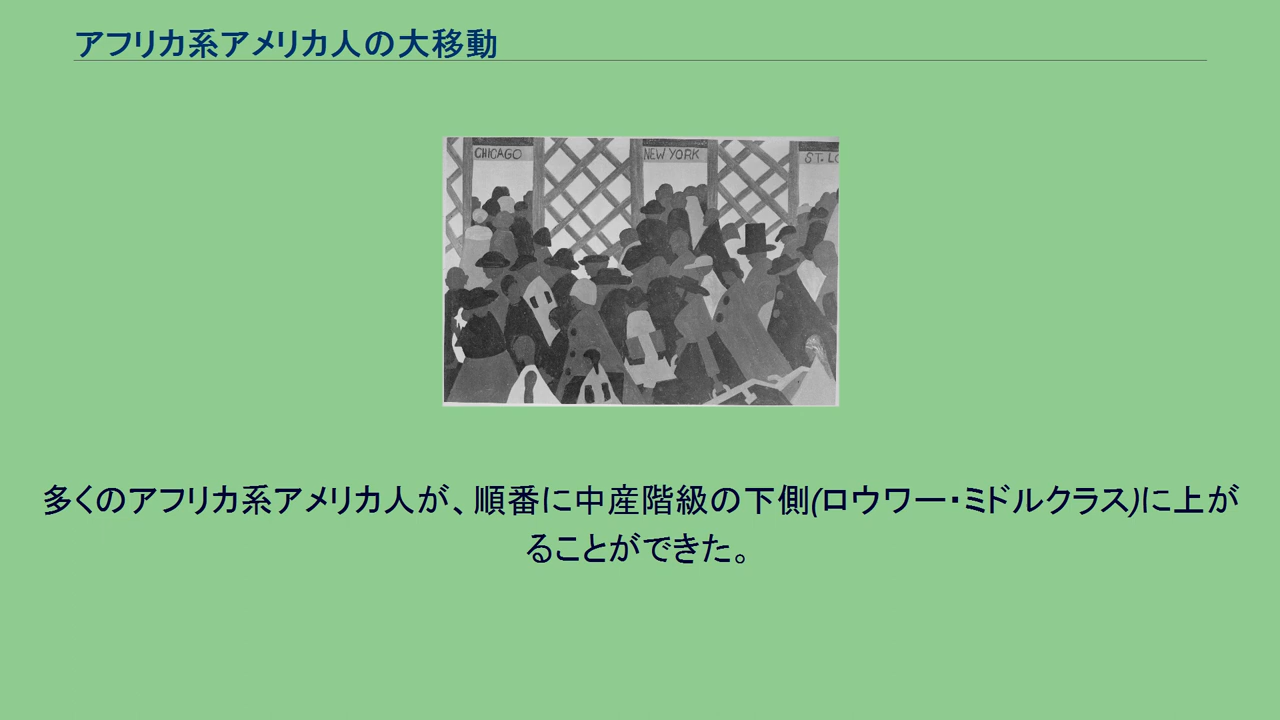 アフリカ系アメリカ人の大移動
CHICAGO
NEW YORK
ST. LO
多くのアフリカ系アメリカ人が、順番に中産階級の下側(ロウワー・ミドルクラス)に上が
ることができた。